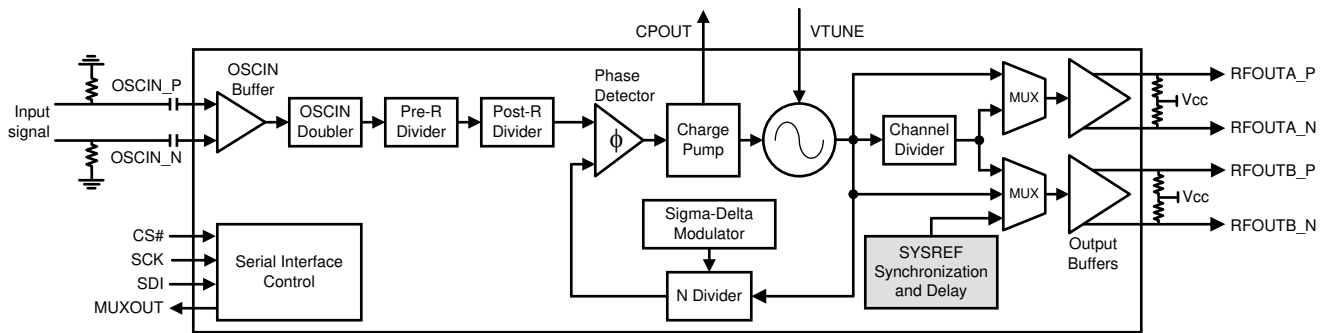 CPOUT
VTUNE
OSCIN_P
Input
signal
OSCIN_N
OSCIN
Buffer
OSCIN
Doubler
Pre-R
Divider
Post-R
Divider
Phase
Detector
ϕ
Charge
Pump
Channel
Divider
MUX
MUX
RFOUTA_P
Vcc
RFOUTA_N
RFOUTB_P
Vcc
RFOUTB_N
Output
Buffers
Sigma-Delta
Modulator
N Divider
SYSREF
Synchronization
and Delay
CS#
SCK
SDI
MUXOUT
Serial Interface
Control